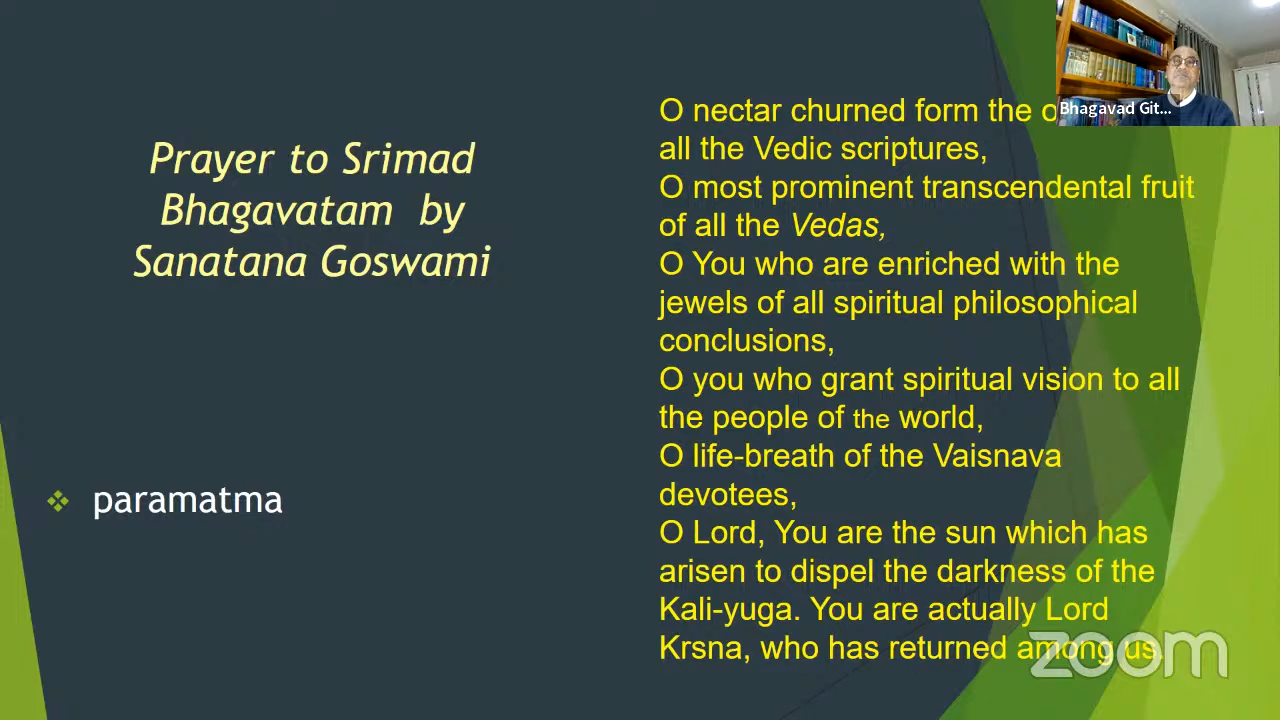 Prayer to Srimad
Bhagavatam by
Sanatana Goswami
paramatma
O nectar churned form the
all the Vedic scriptures,
O most prominent transcendental fruit
of all the Vedas,
O You who are enriched with the
jewels of all spiritual philosophical
conclusions,
O you who grant spiritual vision to all
the people of the world,
O life-breath of the Vaisnava
devotees,
O Lord, You are the sun which has
arisen to dispel the darkness of the
Kali-yuga. You are actually Lord
Krsna, who has returned among us.
Bhagavad Git...
zoom